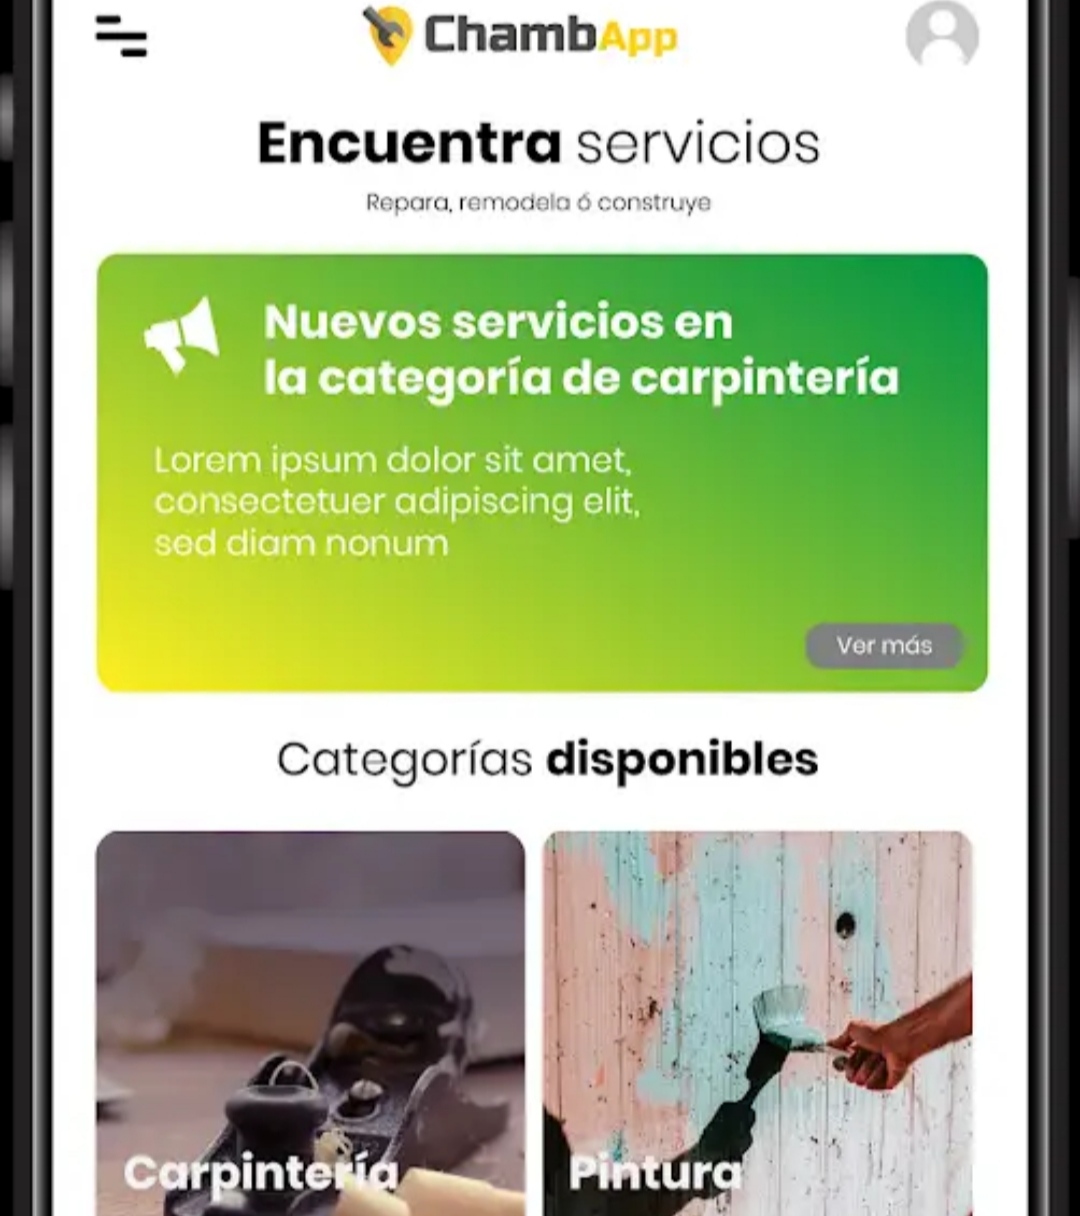 ChambApp
Encuentra servicios
Repara, remodela ó construye
Nuevos servicios en
la categoría de carpintería
Lorem ipsum dolor sit amet,
consectetuer adipiscing elit,
sed diam nonum
Ver más
Categorías disponibles
Carpintería
Pintura